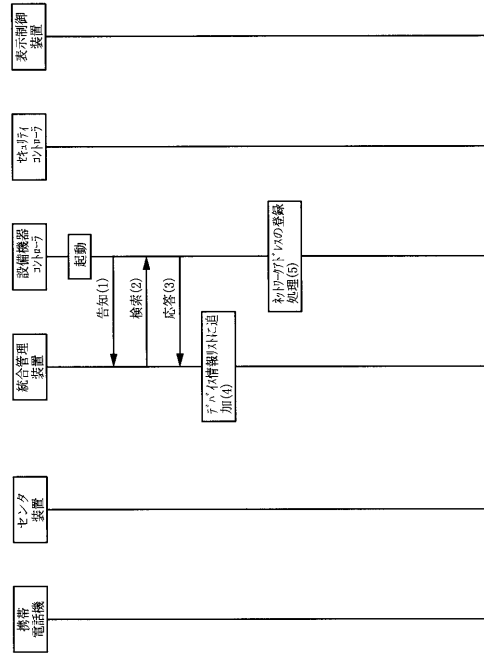 表示制御
装置
セキュリティ
コントローラ
設備機器
コントローラ
起動
告知(1)
検索(2)
応答(3)
ネットワークアドレスの登録
処理(5)
統合管理
装置
デバイス情報リストに追
加(4)
センタ
装置
携帯
電話機